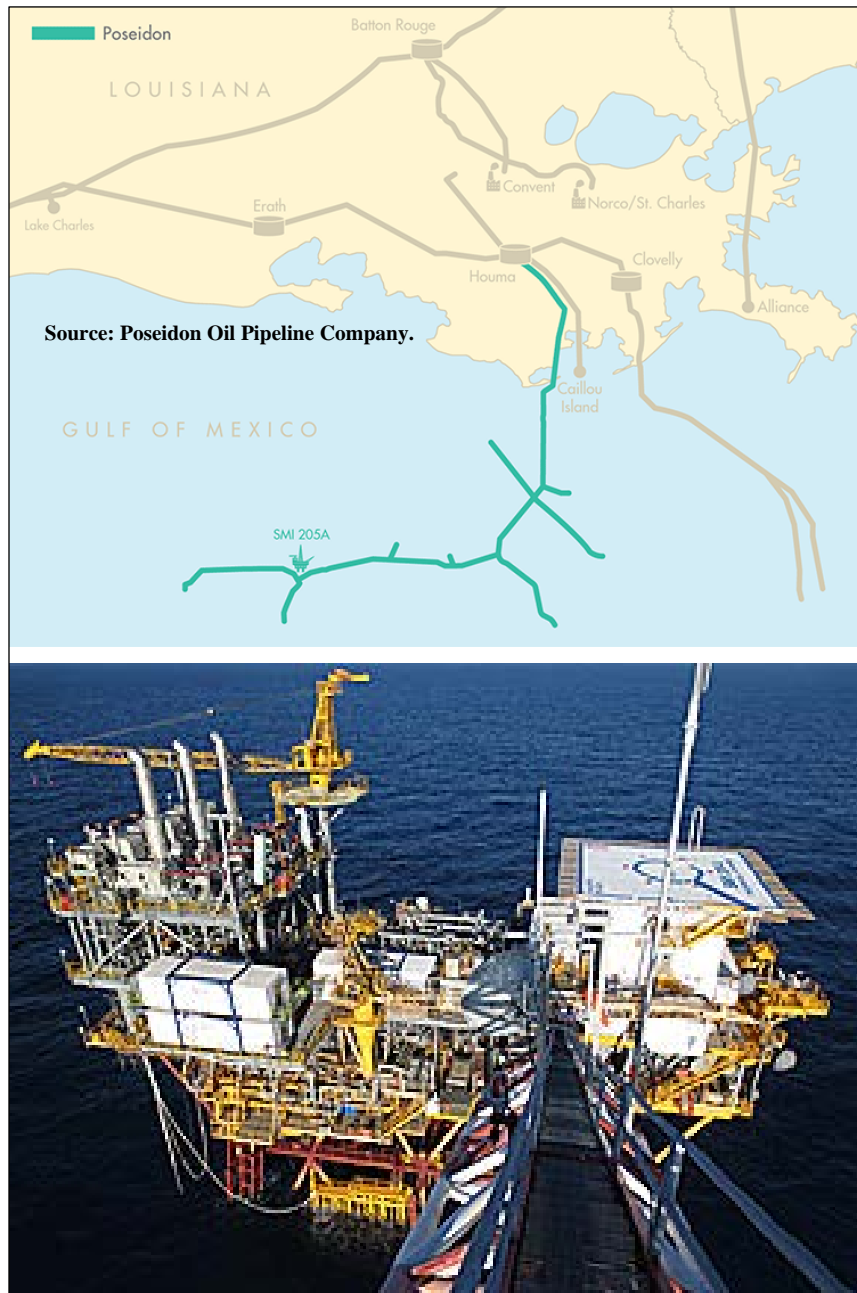 Poseidon
Batton Rouge
LOUISIANA
Convent
Norco/St. Charles
Lake Charles
Erath
Houma
Clovelly
Alliance
Source: Poseidon Oil Pipeline Company.
Caillou
Island
GULF OF MEXICO
SMI 205A